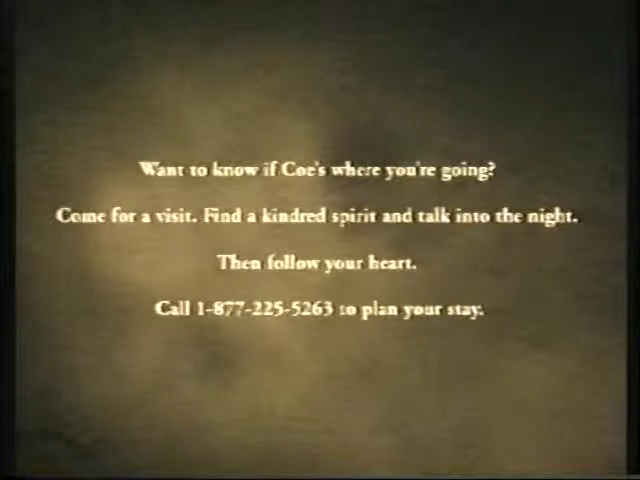 Want to know if Coe's where you're going?
Come for a visit. Find a kindred spirit and talk into the night.
Then follow your heart.
Call 1-877-225-5263 to plan your stay.